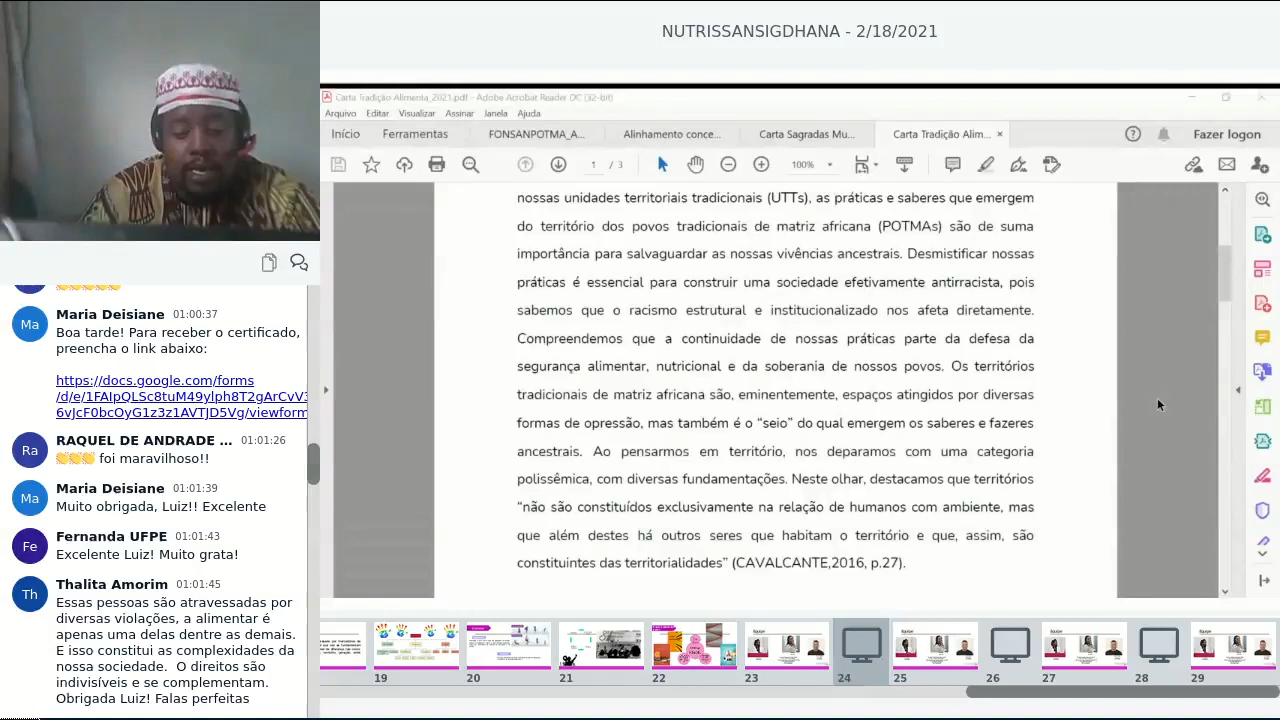 NUTRISSANSIGDHANA - 2/18/2021
Carta Tradição Alimenta_2021.pdf - Adobe Acrobat Reader DC (32-bit)
Arquivo Editar Visualizar Assinar Janela Ajuda
Início Ferramentas FONSANPOTMA_A... Alinhamento conce... Carta Sagradas Mu... Carta Tradição Alim... × Fazer logon
1 / 3 100%
nossas unidades territoriais tradicionais (UTTs), as práticas e saberes que emergem
do território dos povos tradicionais de matriz africana (POTMAs) são de suma
importância para salvaguardar as nossas vivências ancestrais. Desmistificar nossas
práticas é essencial para construir uma sociedade efetivamente antirracista, pois
sabemos que o racismo estrutural e institucionalizado nos afeta diretamente.
Compreendemos que a continuidade de nossas práticas parte da defesa da
segurança alimentar, nutricional e da soberania de nossos povos. Os territórios
tradicionais de matriz africana são, eminentemente, espaços atingidos por diversas
formas de opressão, mas também é o “seio” do qual emergem os saberes e fazeres
ancestrais. Ao pensarmos em território, nos deparamos com uma categoria
polissêmica, com diversas fundamentações. Neste olhar, destacamos que territórios
“não são constituídos exclusivamente na relação de humanos com ambiente, mas
que além destes há outros seres que habitam o território e que, assim, são
constituintes das territorialidades” (CAVALCANTE,2016, p.27).
Ma Maria Deisiane 01:00:37
Boa tarde! Para receber o certificado,
preencha o link abaixo:
https://docs.google.com/forms
/d/e/1FAIpQLSc8tuM49ylph8T2gArCvV3
6vJcF0bcOyG1z3z1AVTJD5Vg/viewform
Ra RAQUEL DE ANDRADE ... 01:01:26
👏👏👏 foi maravilhoso!!
Ma Maria Deisiane 01:01:39
Muito obrigada, Luiz!! Excelente
Fe Fernanda UFPE 01:01:43
Excelente Luiz! Muito grata!
Th Thalita Amorim 01:01:45
Essas pessoas são atravessadas por
diversas violações, a alimentar é
apenas uma delas dentre as demais.
E isso constitui as complexidades da
nossa sociedade. O direitos são
indivisíveis e se complementam.
Obrigada Luiz! Falas perfeitas
Equipe Equipe Equipe Equipe
19 20 21 22 23 24 25 26 27 28 29